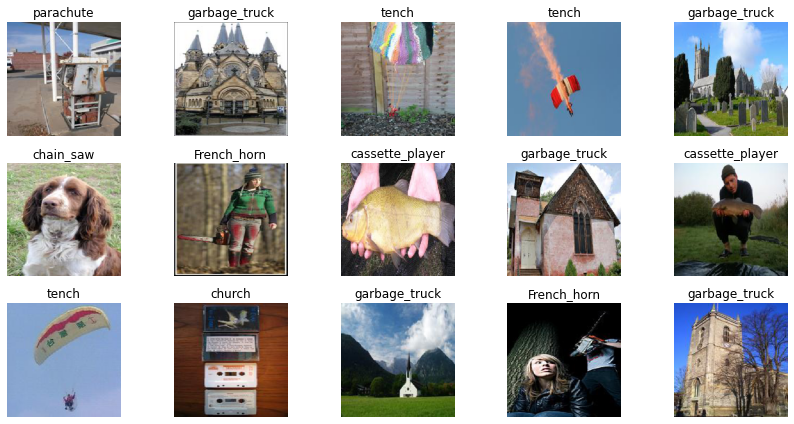 parachute
garbage_truck
tench
tench
garbage_truck
chain_saw
French_horn
cassette_player
garbage_truck
cassette_player
tench
church
garbage_truck
French_horn
garbage_truck